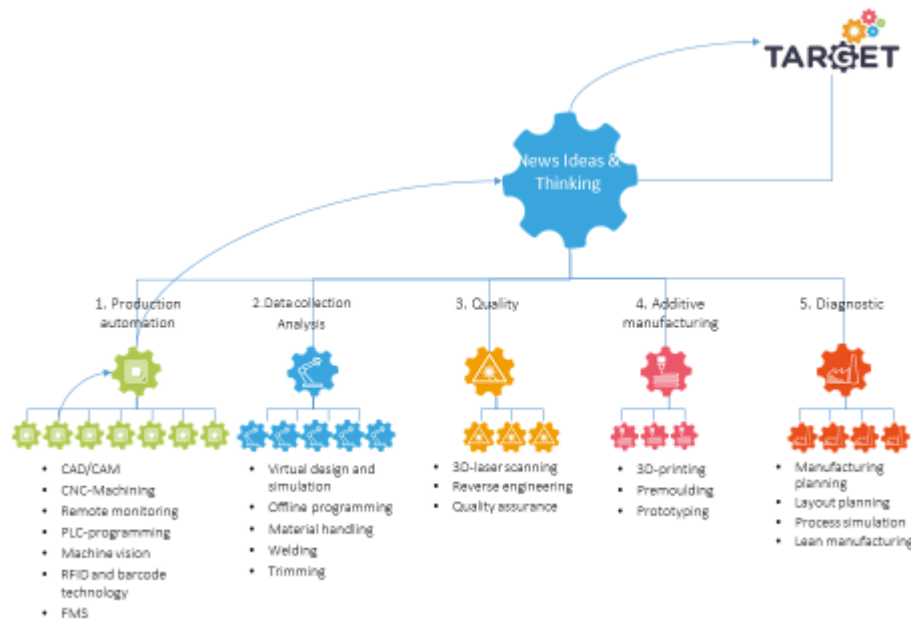 TARGET
News Ideas &
Thinking
1. Production
automation
2.Data collection
Analysis
3. Quality
4. Additive
manufacturing
5. Diagnostic
• CAD/CAM
• CNC-Machining
• Remote monitoring
• PLC-programming
• Machine vision
• RFID and barcode
technology
• FMS
• Virtual design and
simulation
• Offline programming
• Material handling
• Welding
• Trimming
• 3D-laser scanning
• Reverse engineering
• Quality assurance
• 3D-printing
• Premoulding
• Prototyping
• Manufacturing
planning
• Layout planning
• Process simulation
• Lean manufacturing